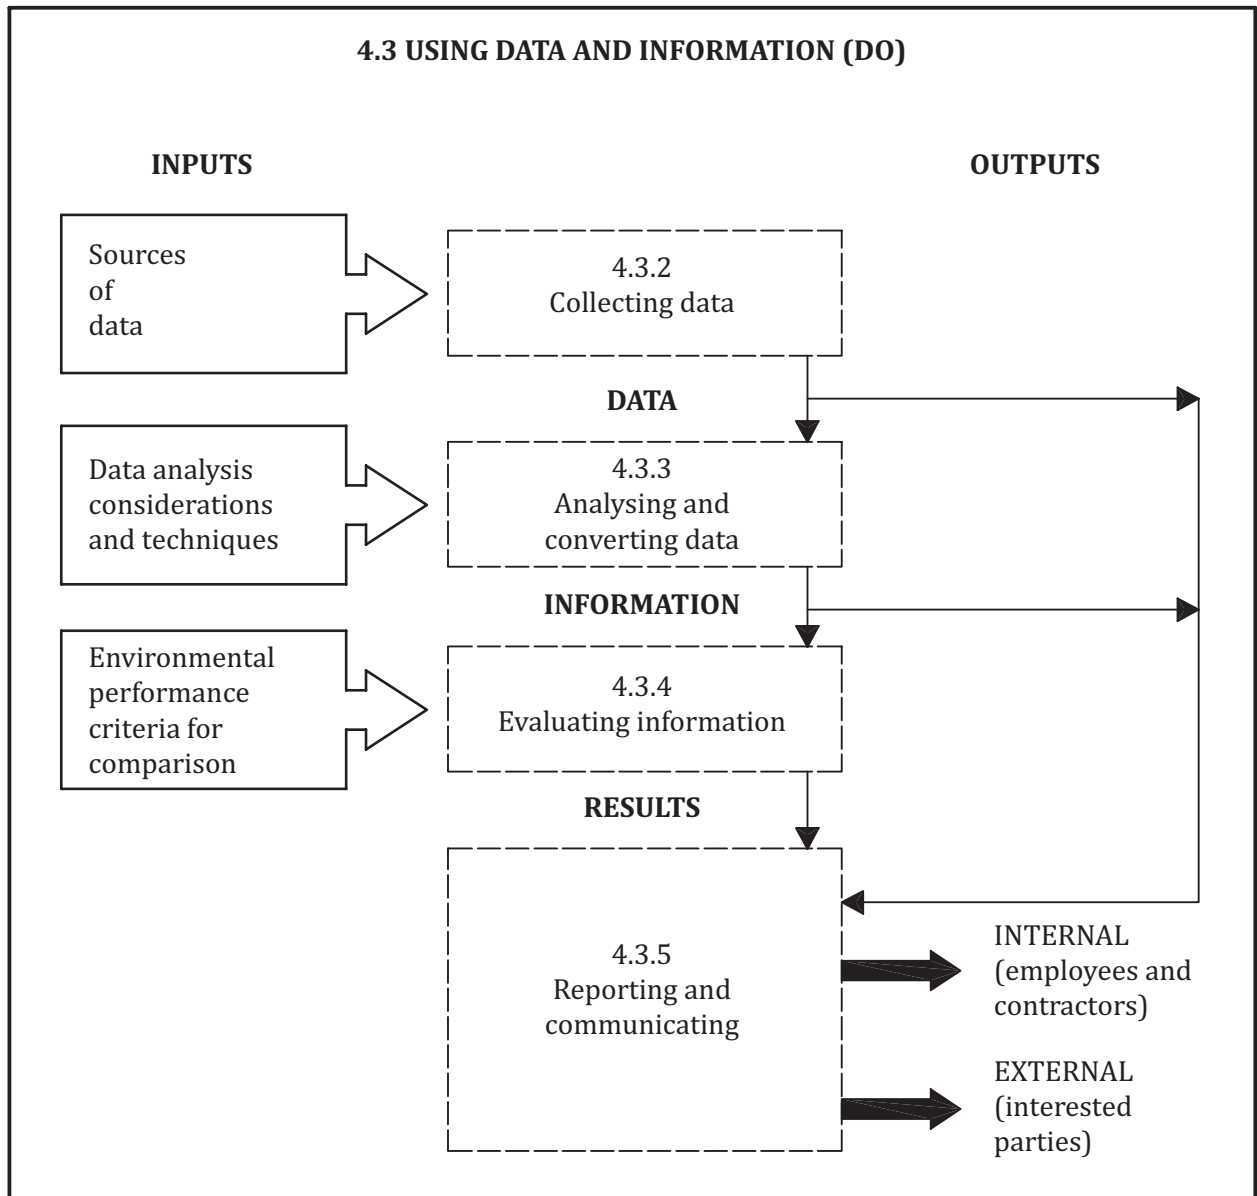 4.3 USING DATA AND INFORMATION (DO)
INPUTS
OUTPUTS
Sources
of
data
4.3.2
Collecting data
DATA
Data analysis
considerations
and techniques
4.3.3
Analysing and
converting data
INFORMATION
Environmental
performance
criteria for
comparison
4.3.4
Evaluating information
RESULTS
4.3.5
Reporting and
communicating
INTERNAL
(employees and
contractors)
EXTERNAL
(interested
parties)